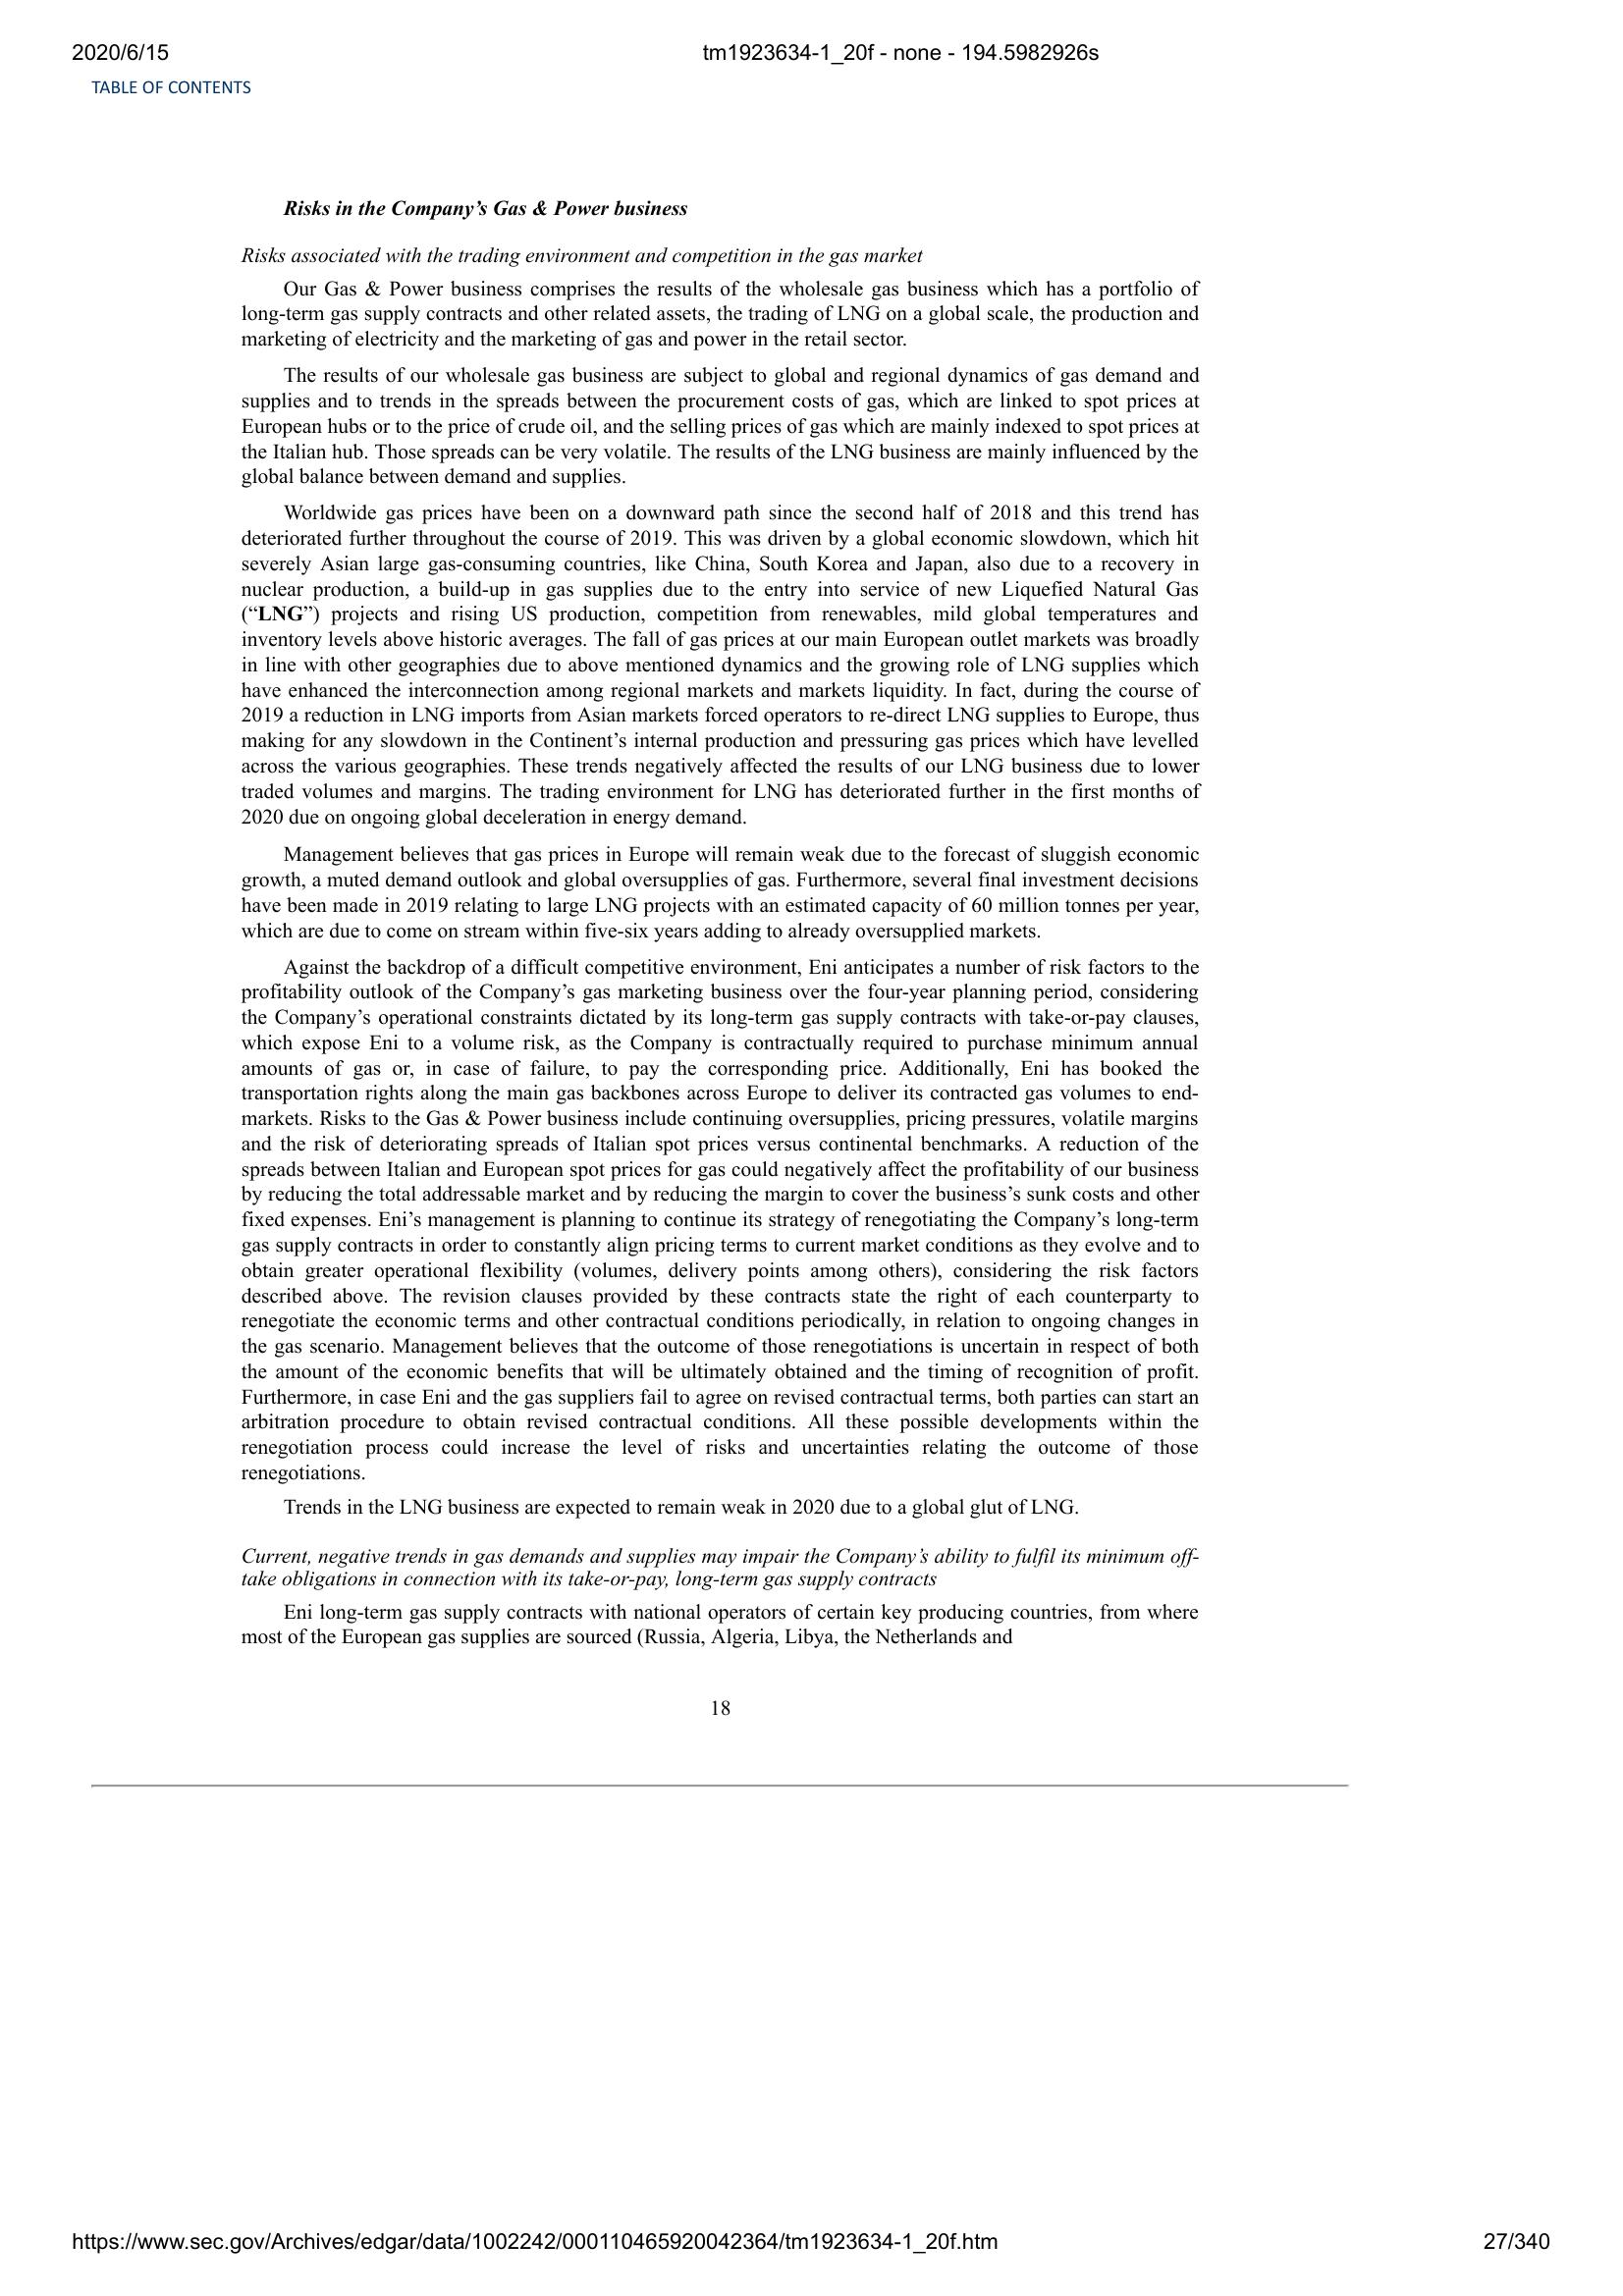 2020/6/15
tm1923634-1_20f - none - 194.5982926s
TABLE OF CONTENTS
Risks in the Company’s Gas & Power business
Risks associated with the trading environment and competition in the gas market
Our Gas & Power business comprises the results of the wholesale gas business which has a portfolio of
long-term gas supply contracts and other related assets, the trading of LNG on a global scale, the production and
marketing of electricity and the marketing of gas and power in the retail sector.
The results of our wholesale gas business are subject to global and regional dynamics of gas demand and
supplies and to trends in the spreads between the procurement costs of gas, which are linked to spot prices at
European hubs or to the price of crude oil, and the selling prices of gas which are mainly indexed to spot prices at
the Italian hub. Those spreads can be very volatile. The results of the LNG business are mainly influenced by the
global balance between demand and supplies.
Worldwide gas prices have been on a downward path since the second half of 2018 and this trend has
deteriorated further throughout the course of 2019. This was driven by a global economic slowdown, which hit
severely Asian large gas-consuming countries, like China, South Korea and Japan, also due to a recovery in
nuclear production, a build-up in gas supplies due to the entry into service of new Liquefied Natural Gas
(“LNG”) projects and rising US production, competition from renewables, mild global temperatures and
inventory levels above historic averages. The fall of gas prices at our main European outlet markets was broadly
in line with other geographies due to above mentioned dynamics and the growing role of LNG supplies which
have enhanced the interconnection among regional markets and markets liquidity. In fact, during the course of
2019 a reduction in LNG imports from Asian markets forced operators to re-direct LNG supplies to Europe, thus
making for any slowdown in the Continent’s internal production and pressuring gas prices which have levelled
across the various geographies. These trends negatively affected the results of our LNG business due to lower
traded volumes and margins. The trading environment for LNG has deteriorated further in the first months of
2020 due on ongoing global deceleration in energy demand.
Management believes that gas prices in Europe will remain weak due to the forecast of sluggish economic
growth, a muted demand outlook and global oversupplies of gas. Furthermore, several final investment decisions
have been made in 2019 relating to large LNG projects with an estimated capacity of 60 million tonnes per year,
which are due to come on stream within five-six years adding to already oversupplied markets.
Against the backdrop of a difficult competitive environment, Eni anticipates a number of risk factors to the
profitability outlook of the Company’s gas marketing business over the four-year planning period, considering
the Company’s operational constraints dictated by its long-term gas supply contracts with take-or-pay clauses,
which expose Eni to a volume risk, as the Company is contractually required to purchase minimum annual
amounts of gas or, in case of failure, to pay the corresponding price. Additionally, Eni has booked the
transportation rights along the main gas backbones across Europe to deliver its contracted gas volumes to end-
markets. Risks to the Gas & Power business include continuing oversupplies, pricing pressures, volatile margins
and the risk of deteriorating spreads of Italian spot prices versus continental benchmarks. A reduction of the
spreads between Italian and European spot prices for gas could negatively affect the profitability of our business
by reducing the total addressable market and by reducing the margin to cover the business’s sunk costs and other
fixed expenses. Eni’s management is planning to continue its strategy of renegotiating the Company’s long-term
gas supply contracts in order to constantly align pricing terms to current market conditions as they evolve and to
obtain greater operational flexibility (volumes, delivery points among others), considering the risk factors
described above. The revision clauses provided by these contracts state the right of each counterparty to
renegotiate the economic terms and other contractual conditions periodically, in relation to ongoing changes in
the gas scenario. Management believes that the outcome of those renegotiations is uncertain in respect of both
the amount of the economic benefits that will be ultimately obtained and the timing of recognition of profit.
Furthermore, in case Eni and the gas suppliers fail to agree on revised contractual terms, both parties can start an
arbitration procedure to obtain revised contractual conditions. All these possible developments within the
renegotiation process could increase the level of risks and uncertainties relating the outcome of those
renegotiations.
Trends in the LNG business are expected to remain weak in 2020 due to a global glut of LNG.
Current, negative trends in gas demands and supplies may impair the Company’s ability to fulfil its minimum off-
take obligations in connection with its take-or-pay, long-term gas supply contracts
Eni long-term gas supply contracts with national operators of certain key producing countries, from where
most of the European gas supplies are sourced (Russia, Algeria, Libya, the Netherlands and
18
https://www.sec.gov/Archives/edgar/data/1002242/000110465920042364/tm1923634-1_20f.htm
27/340